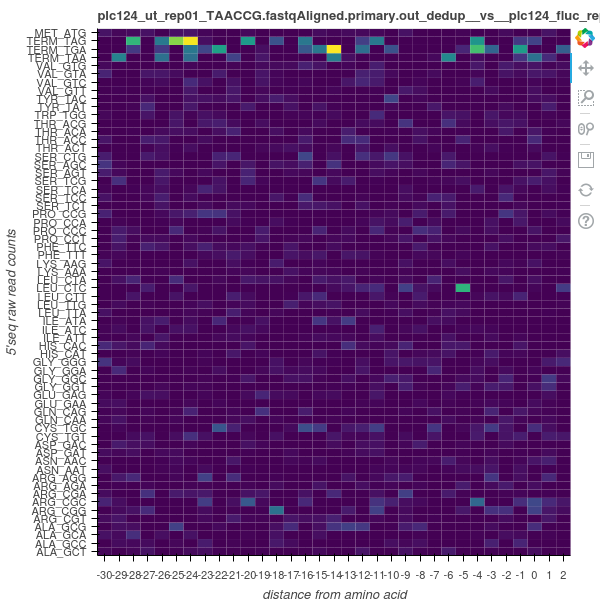 plc124_ut_rep01_TAACCG.fastqAligned.primary.out_dedup__vs__plc124_fluc_rep
MET_ATG
TERM_TAG
TERM_TGA
TERM_TAA
VAL_GTG
VAL_GTA
VAL_GTC
VAL_GTT
TYR_TAC
TYR_TAT
TRP_TGG
THR_ACG
THR_ACA
THR_ACC
THR_ACT
SER_CTG
SER_AGC
SER_AGT
SER_TCG
SER_TCA
SER_TCC
SER_TCT
PRO_CCG
PRO_CCA
PRO_CCC
PRO_CCT
PHE_TTC
PHE_TTT
LYS_AAG
LYS_AAA
LEU_CTA
LEU_CTC
LEU_CTT
LEU_TTG
LEU_TTA
ILE_ATA
ILE_ATC
ILE_ATT
HIS_CAC
HIS_CAT
GLY_GGG
GLY_GGA
GLY_GGC
GLY_GGT
GLU_GAG
GLU_GAA
GLN_CAG
GLN_CAA
CYS_TGC
CYS_TGT
ASP_GAC
ASP_GAT
ASN_AAC
ASN_AAT
ARG_AGG
ARG_AGA
ARG_CGA
ARG_CGC
ARG_CGG
ARG_CGT
ALA_GCG
ALA_GCA
ALA_GCC
ALA_GCT
5'seq raw read counts
-30-29-28-27-26-25-24-23-22-21-20-19-18-17-16-15-14-13-12-11-10 -9 -8 -7 -6 -5 -4 -3 -2 -1 0 1 2
distance from amino acid